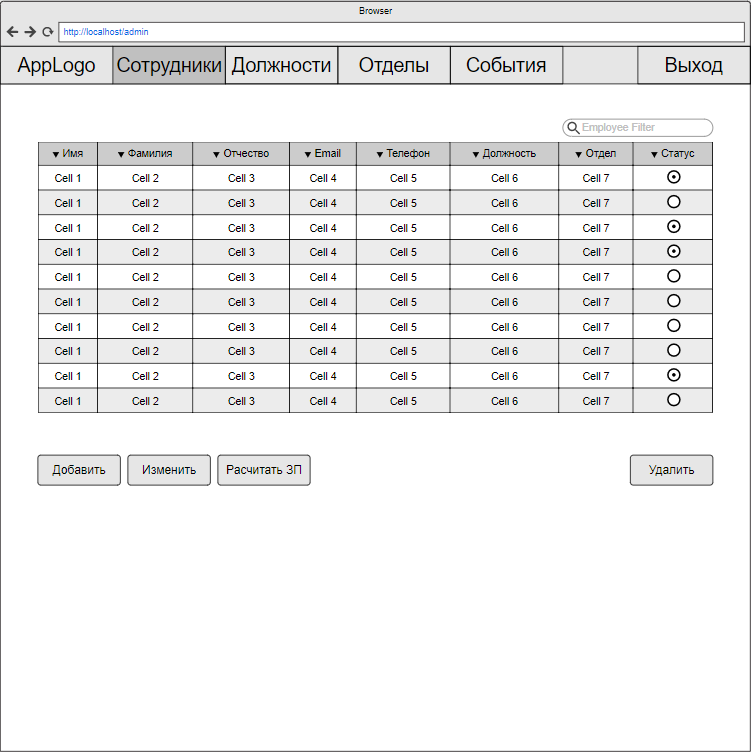 Browser
http://localhost/admin
AppLogo Сотрудники Должности Отделы События Выход
Employee Filter
▼ Имя ▼ Фамилия ▼ Отчество ▼ Email ▼ Телефон ▼ Должность ▼ Отдел ▼ Статус
Cell 1 Cell 2 Cell 3 Cell 4 Cell 5 Cell 6 Cell 7
Cell 1 Cell 2 Cell 3 Cell 4 Cell 5 Cell 6 Cell 7
Cell 1 Cell 2 Cell 3 Cell 4 Cell 5 Cell 6 Cell 7
Cell 1 Cell 2 Cell 3 Cell 4 Cell 5 Cell 6 Cell 7
Cell 1 Cell 2 Cell 3 Cell 4 Cell 5 Cell 6 Cell 7
Cell 1 Cell 2 Cell 3 Cell 4 Cell 5 Cell 6 Cell 7
Cell 1 Cell 2 Cell 3 Cell 4 Cell 5 Cell 6 Cell 7
Cell 1 Cell 2 Cell 3 Cell 4 Cell 5 Cell 6 Cell 7
Cell 1 Cell 2 Cell 3 Cell 4 Cell 5 Cell 6 Cell 7
Cell 1 Cell 2 Cell 3 Cell 4 Cell 5 Cell 6 Cell 7
Добавить Изменить Расчитать ЗП Удалить